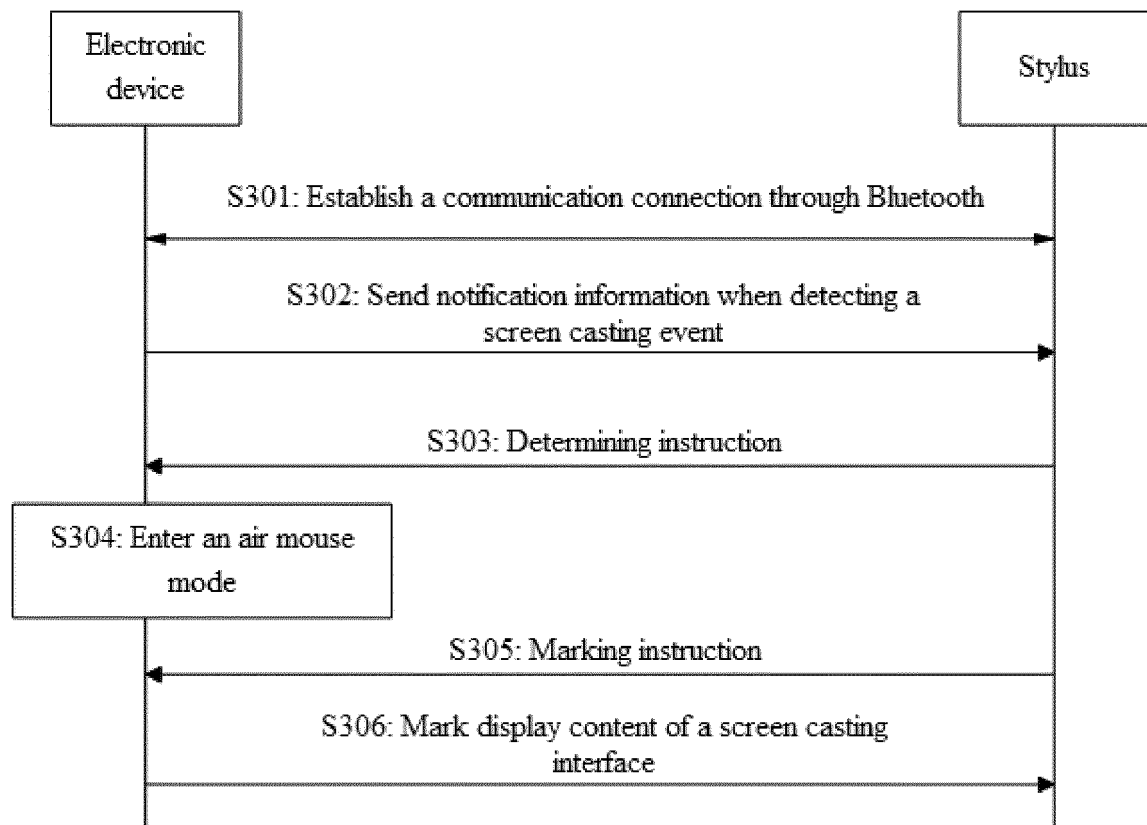 Electronic
device
Stylus
S301: Establish a communication connection through Bluetooth
S302: Send notification information when detecting a
screen casting event
S303: Determining instruction
S304: Enter an air mouse
mode
S305: Marking instruction
S306: Mark display content of a screen casting
interface